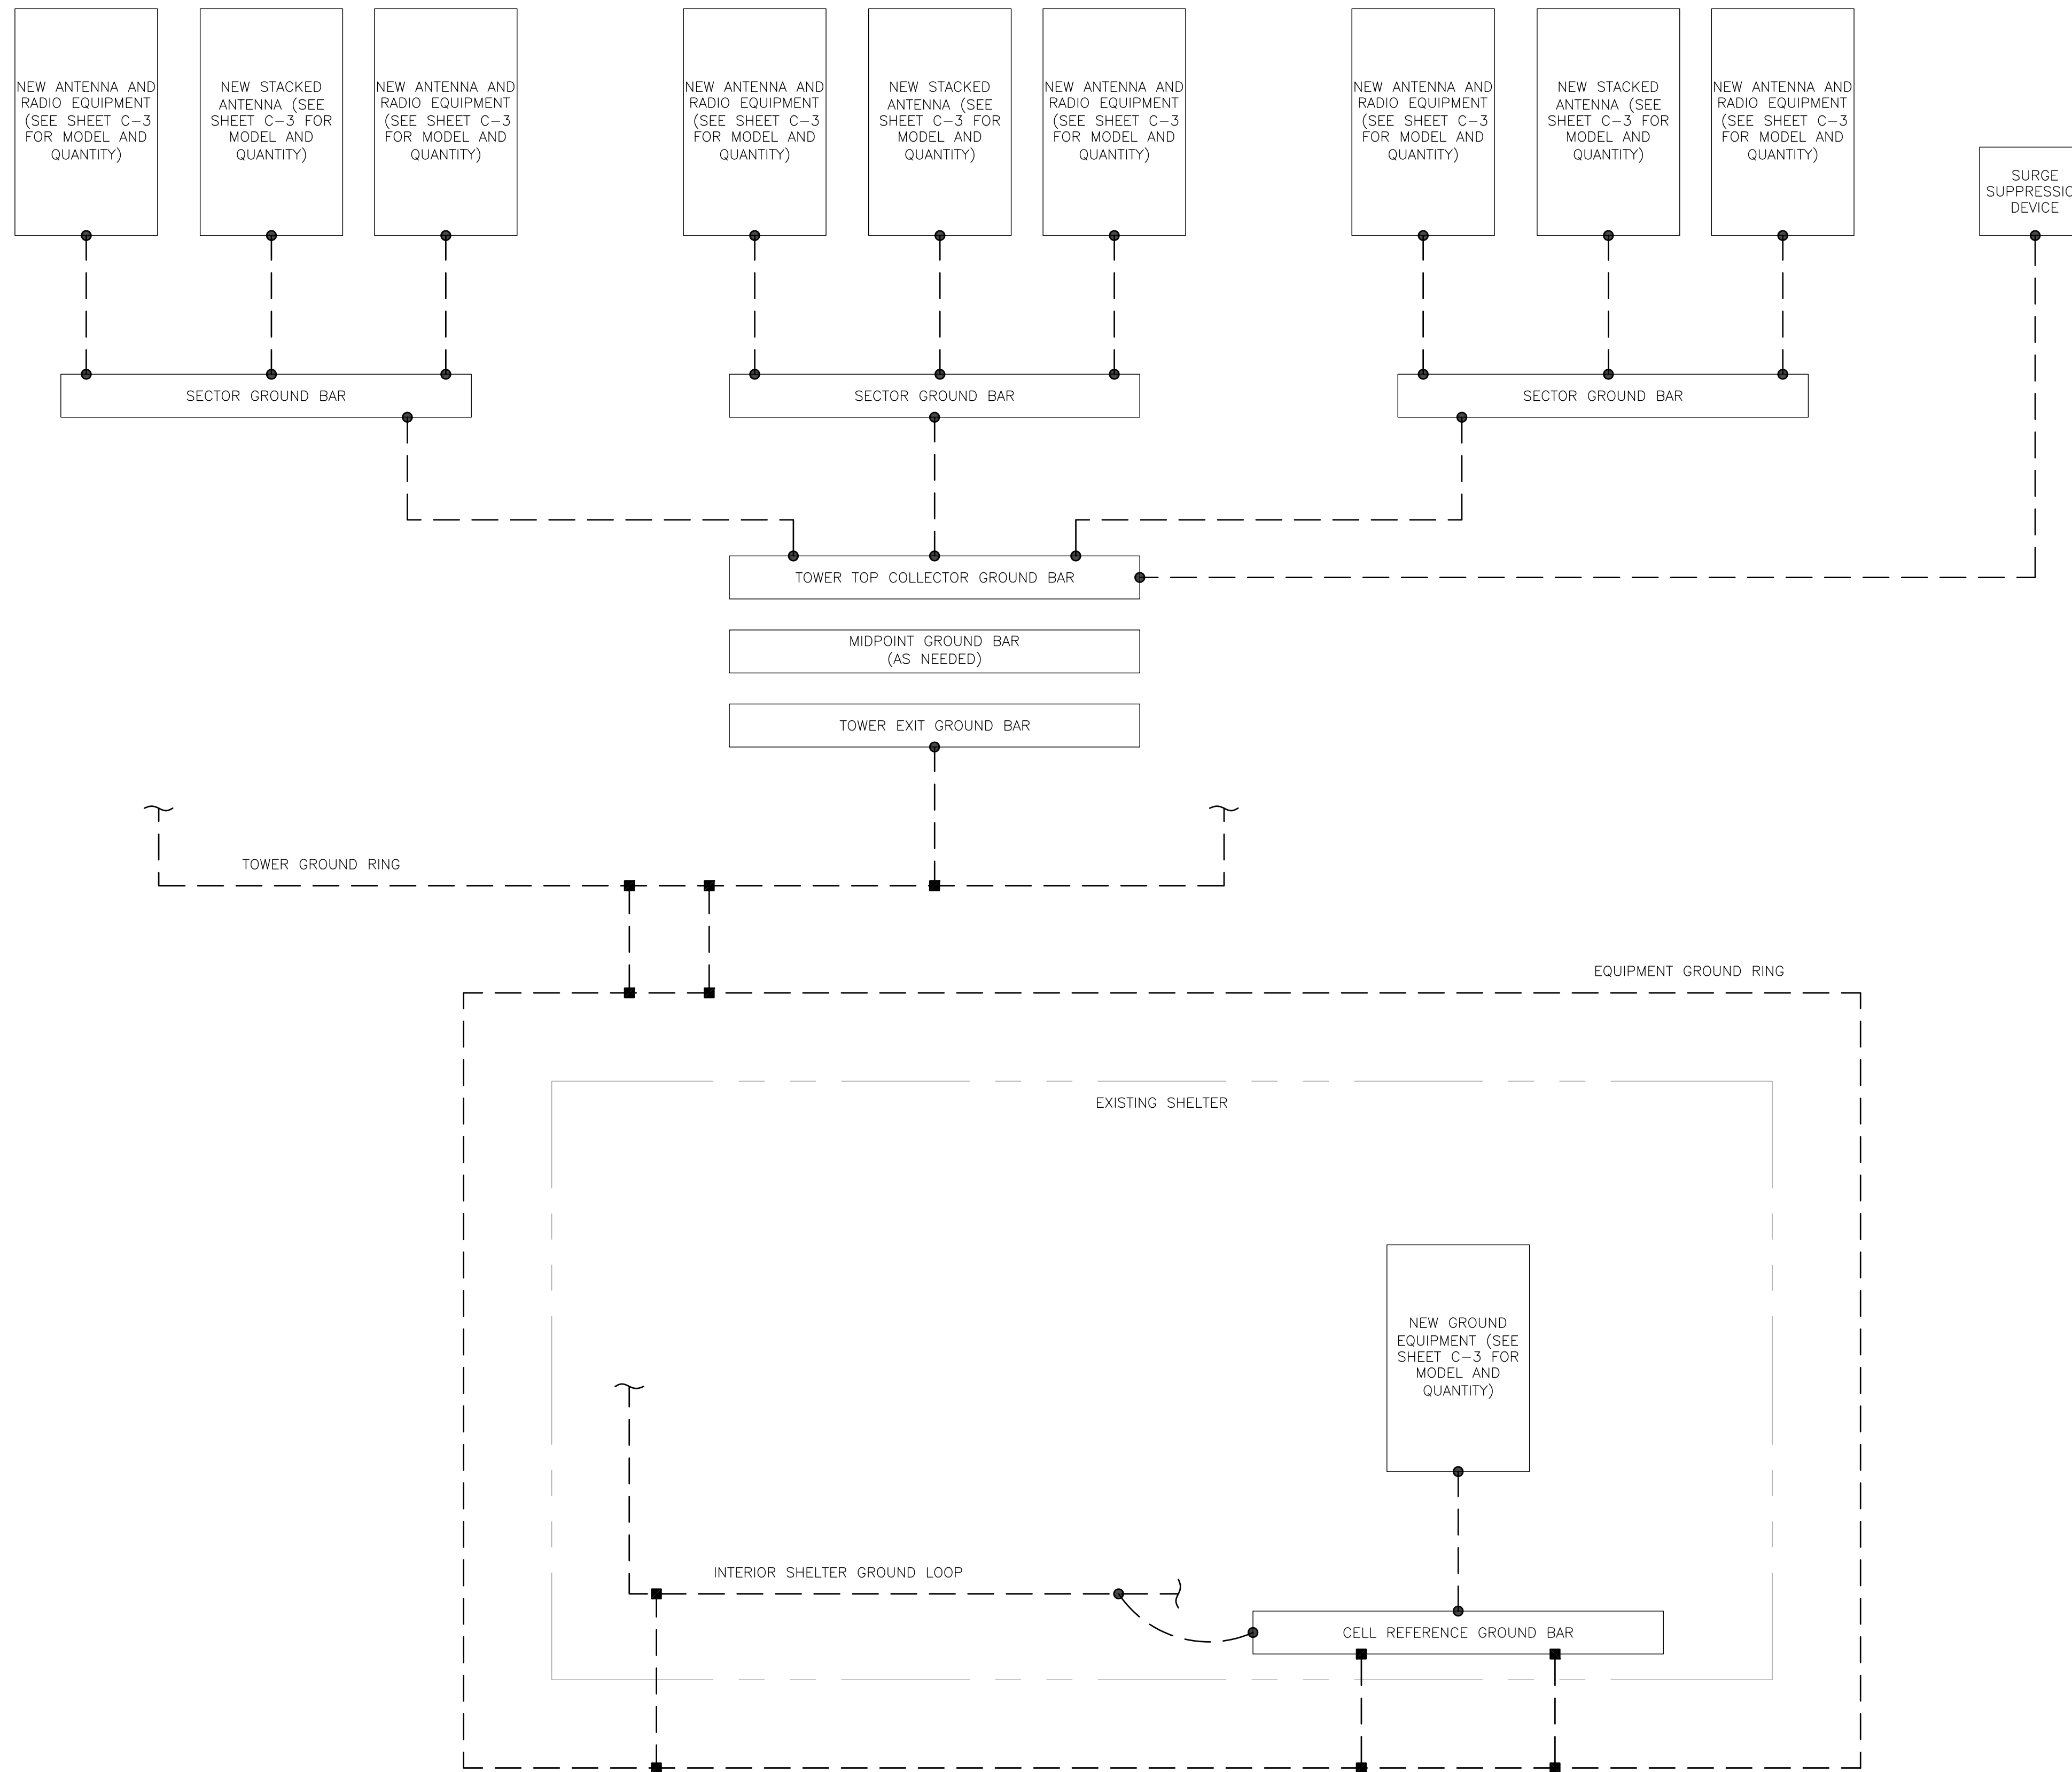 NEW ANTENNA AND
RADIO EQUIPMENT
(SEE SHEET C-3
FOR MODEL AND
QUANTITY)
NEW STACKED
ANTENNA (SEE
SHEET C-3 FOR
MODEL AND
QUANTITY)
NEW ANTENNA AND
RADIO EQUIPMENT
(SEE SHEET C-3
FOR MODEL AND
QUANTITY)
NEW ANTENNA AND
RADIO EQUIPMENT
(SEE SHEET C-3
FOR MODEL AND
QUANTITY)
NEW STACKED
ANTENNA (SEE
SHEET C-3 FOR
MODEL AND
QUANTITY)
NEW ANTENNA AND
RADIO EQUIPMENT
(SEE SHEET C-3
FOR MODEL AND
QUANTITY)
NEW ANTENNA AND
RADIO EQUIPMENT
(SEE SHEET C-3
FOR MODEL AND
QUANTITY)
NEW STACKED
ANTENNA (SEE
SHEET C-3 FOR
MODEL AND
QUANTITY)
NEW ANTENNA AND
RADIO EQUIPMENT
(SEE SHEET C-3
FOR MODEL AND
QUANTITY)
SURGE
DEVICE
SECTOR GROUND BAR
SECTOR GROUND BAR
SECTOR GROUND BAR
TOWER TOP COLLECTOR GROUND BAR
MIDPOINT GROUND BAR
(AS NEEDED)
TOWER EXIT GROUND BAR
TOWER GROUND RING
EQUIPMENT GROUND RING
EXISTING SHELTER
NEW GROUND
EQUIPMENT (SEE
SHEET C-3 FOR
MODEL AND
QUANTITY)
INTERIOR SHELTER GROUND LOOP
CELL REFERENCE GROUND BAR